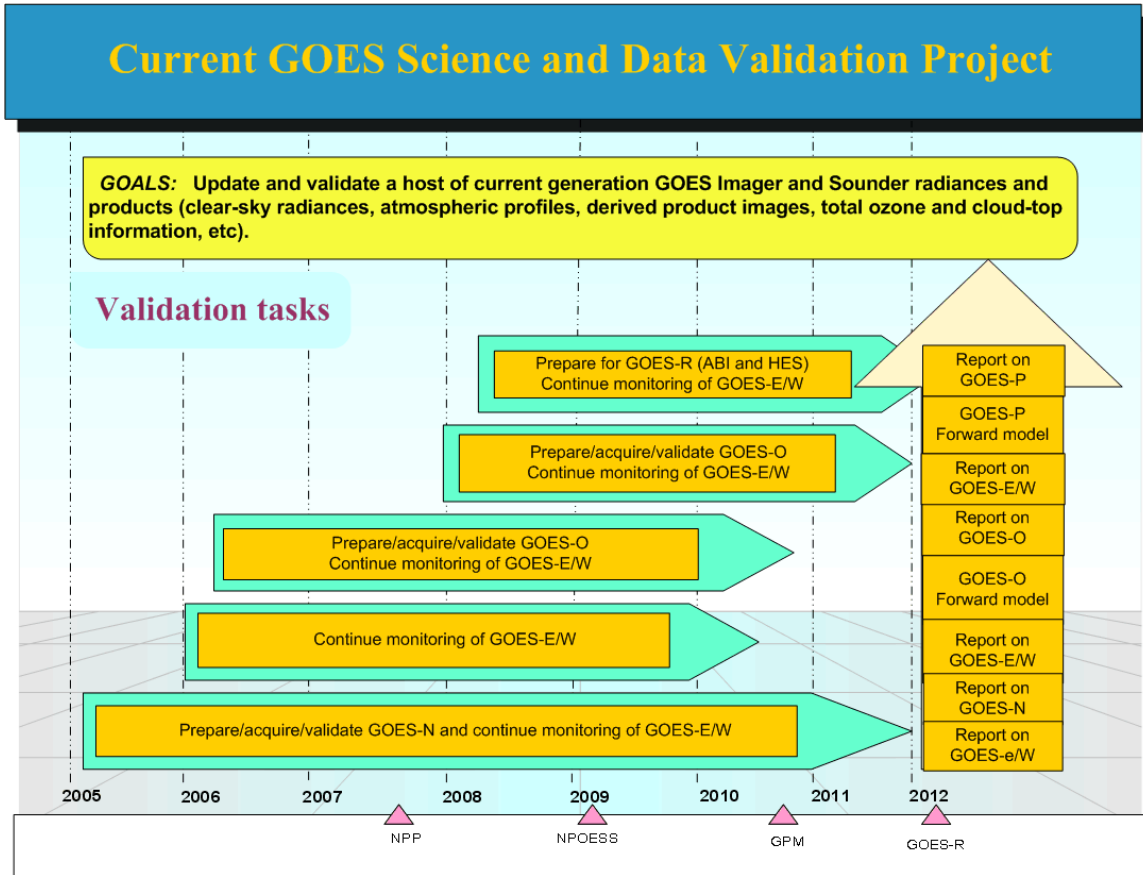 Current GOES Science and Data Validation Project
GOALS: Update and validate a host of current generation GOES Imager and Sounder radiances and
products (clear-sky radiances, atmospheric profiles, derived product images, total ozone and cloud-top
information, etc).
Validation tasks
Prepare for GOES-R (ABI and HES)
Continue monitoring of GOES-E/W
Prepare/acquire/validate GOES-O
Continue monitoring of GOES-E/W
Prepare/acquire/validate GOES-O
Continue monitoring of GOES-E/W
Continue monitoring of GOES-E/W
Prepare/acquire/validate GOES-N and continue monitoring of GOES-E/W
Report on
GOES-P
GOES-P
Forward model
Report on
GOES-E/W
Report on
GOES-O
GOES-O
Forward model
Report on
GOES-E/W
Report on
GOES-N
Report on
GOES-e/W
2005 2006 2007 2008 2009 2010 2011 2012
NPP NPOESS GPM GOES-R